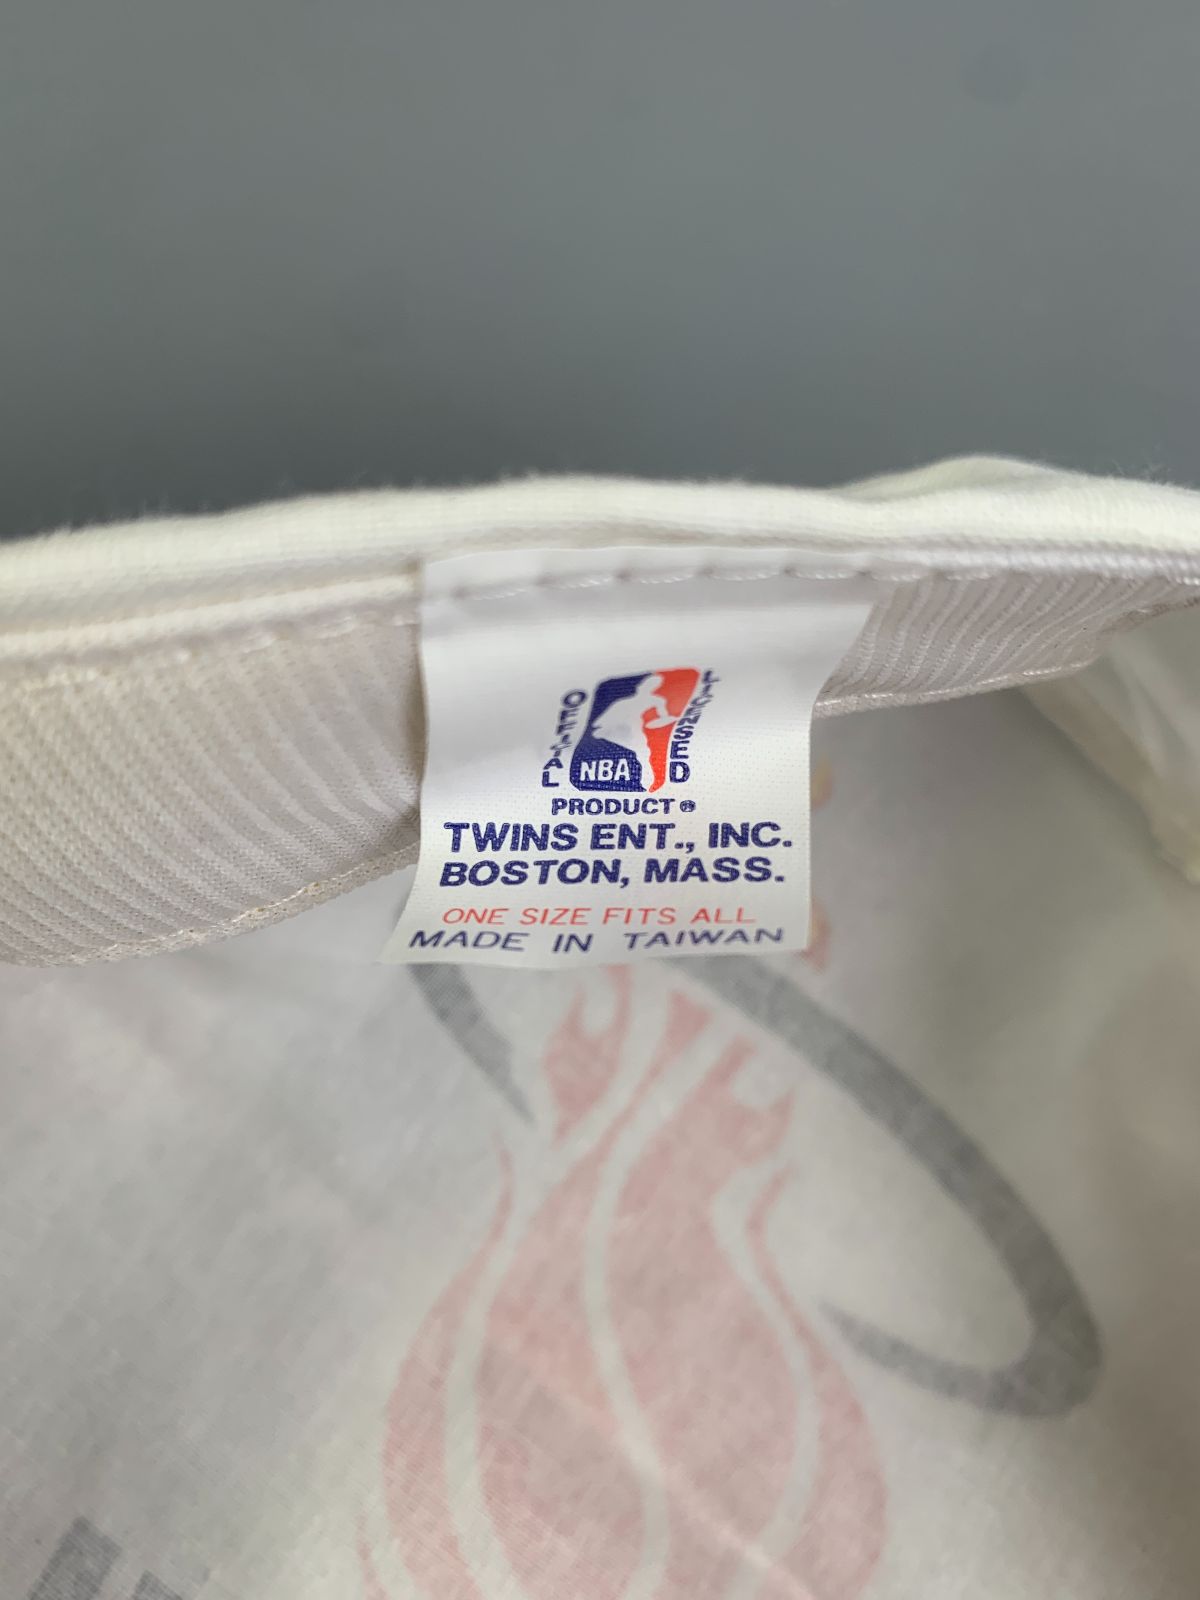 OFFICIAL
LICENSED
NBA
PRODUCT ®
TWINS ENT., INC.
BOSTON, MASS.
ONE SIZE FITS ALL
MADE IN TAIWAN